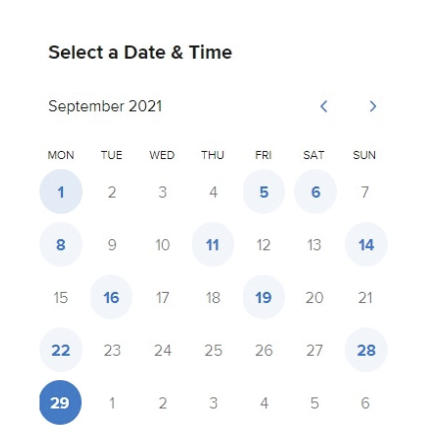 Select a Date & Time
September 2021
MON TUE WED THU FRI SAT SUN
1 2 3 4 5 6 7
8 9 10 11 12 13 14
15 16 17 18 19 20 21
22 23 24 25 26 27 28
29 1 2 3 4 5 6